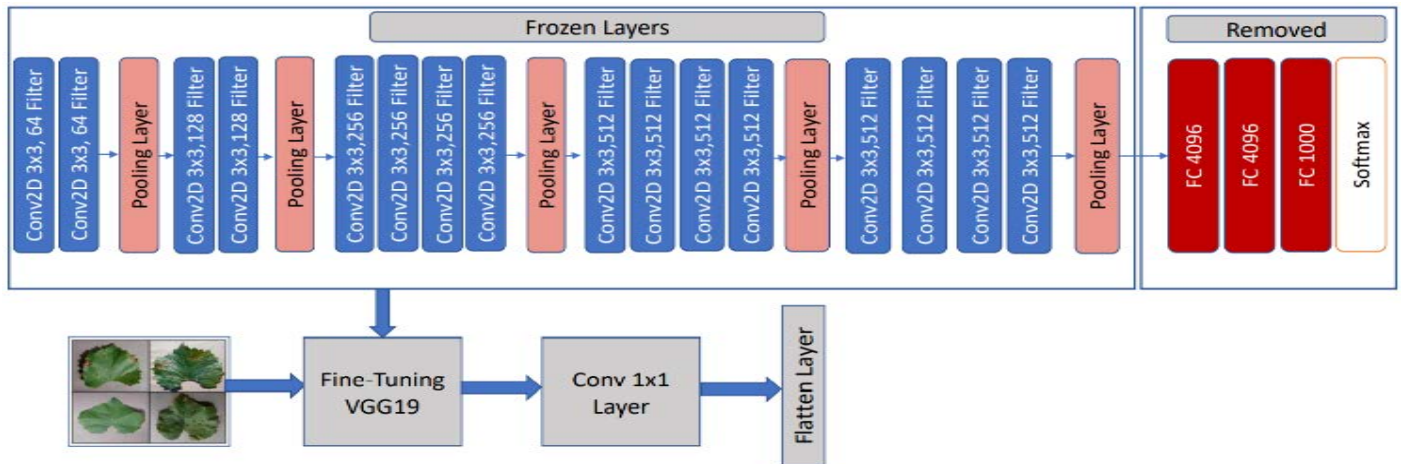 Frozen Layers
Removed
Conv2D 3x3, 64 Filter
Conv2D 3x3, 64 Filter
Pooling Layer
Conv2D 3x3,128 Filter
Conv2D 3x3,128 Filter
Pooling Layer
Conv2D 3x3,256 Filter
Conv2D 3x3,256 Filter
Conv2D 3x3,256 Filter
Conv2D 3x3,256 Filter
Pooling Layer
Conv2D 3x3,512 Filter
Conv2D 3x3,512 Filter
Conv2D 3x3,512 Filter
Conv2D 3x3,512 Filter
Pooling Layer
Conv2D 3x3,512 Filter
Conv2D 3x3,512 Filter
Conv2D 3x3,512 Filter
Conv2D 3x3,512 Filter
Pooling Layer
FC 4096
FC 4096
FC 1000
Softmax
Fine-Tuning
VGG19
Conv 1x1
Layer
Flatten Layer